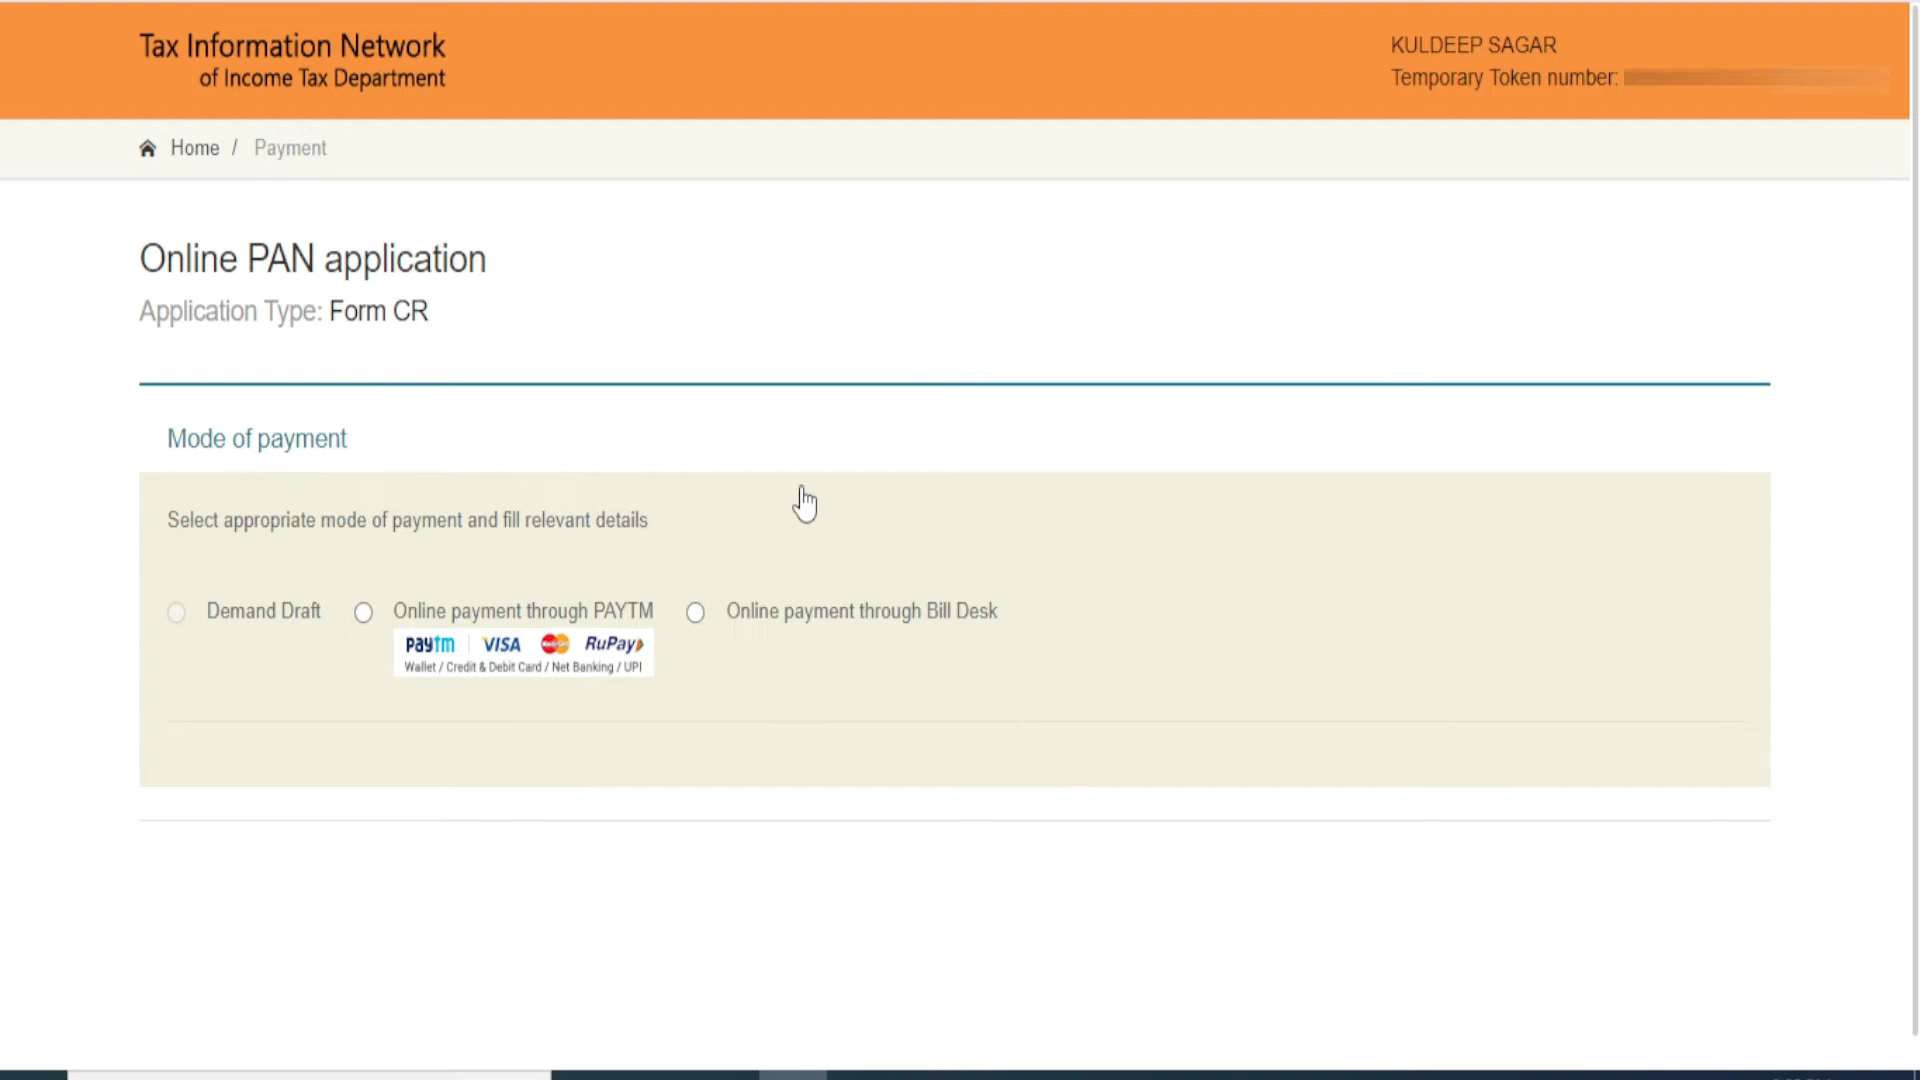 Tax Information Network
of Income Tax Department
KULDEEP SAGAR
Temporary Token number:
Home / Payment
Online PAN application
Application Type: Form CR
Mode of payment
Select appropriate mode of payment and fill relevant details
Demand Draft
Online payment through PAYTM
Online payment through Bill Desk
paytm VISA MasterCard RuPay
Wallet / Credit & Debit Card / Net Banking / UPI